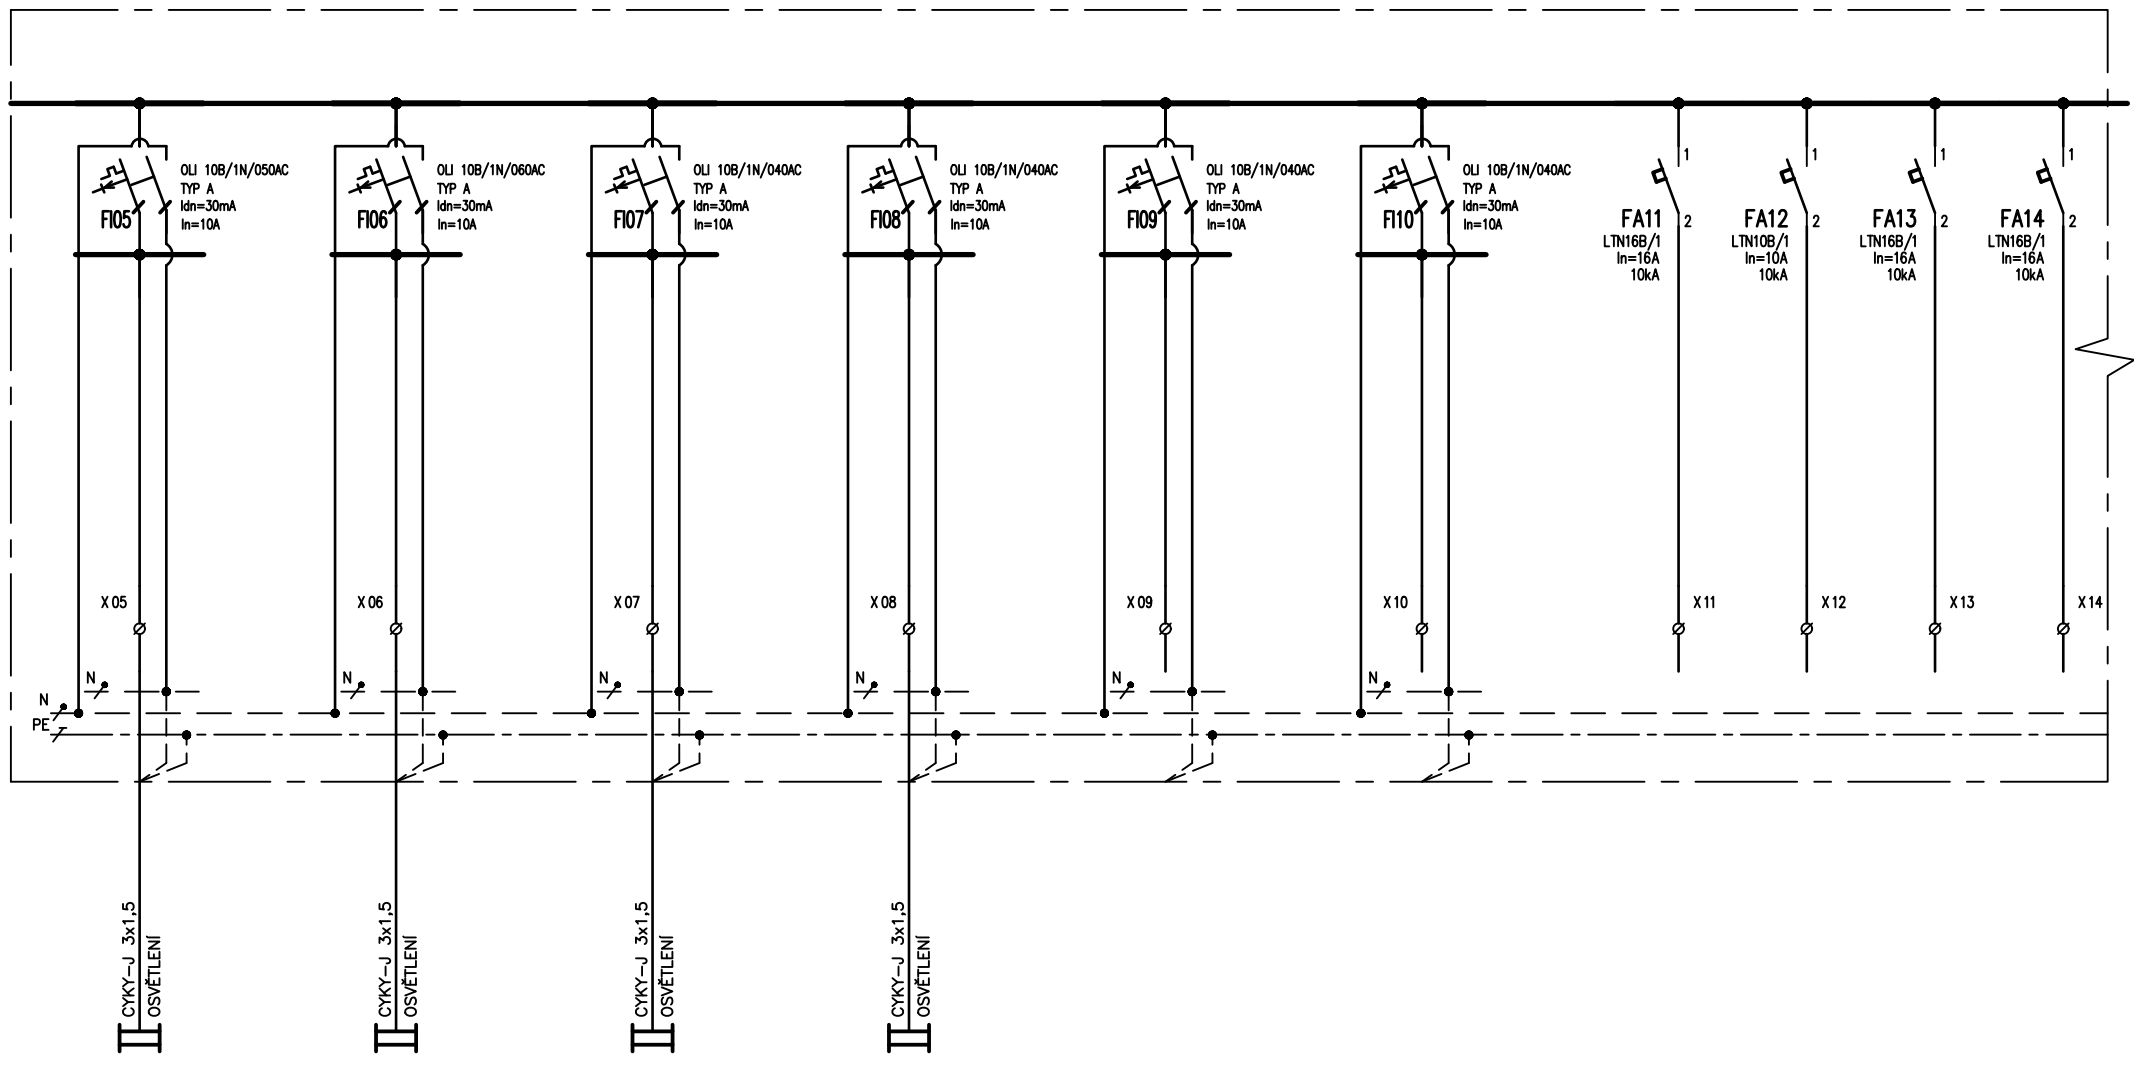 OLI 10B/1N/050AC
TYP A
Idn=30mA
In=10A
FI05
OLI 10B/1N/060AC
TYP A
Idn=30mA
In=10A
FI06
OLI 10B/1N/040AC
TYP A
Idn=30mA
In=10A
FI07
OLI 10B/1N/040AC
TYP A
Idn=30mA
In=10A
FI08
OLI 10B/1N/040AC
TYP A
Idn=30mA
In=10A
FI09
OLI 10B/1N/040AC
TYP A
Idn=30mA
In=10A
FI10
1
FA11 2
LTN16B/1
In=16A
10kA
1
FA12 2
LTN10B/1
In=10A
10kA
1
FA13 2
LTN16B/1
In=16A
10kA
1
FA14 2
LTN16B/1
In=16A
10kA
X05
X06
X07
X08
X09
X10
X11
X12
X13
X14
N
N
N
N
N
N
N
PE
CYKY-J 3x1,5
OSVĚTLENÍ
CYKY-J 3x1,5
OSVĚTLENÍ
CYKY-J 3x1,5
OSVĚTLENÍ
CYKY-J 3x1,5
OSVĚTLENÍ